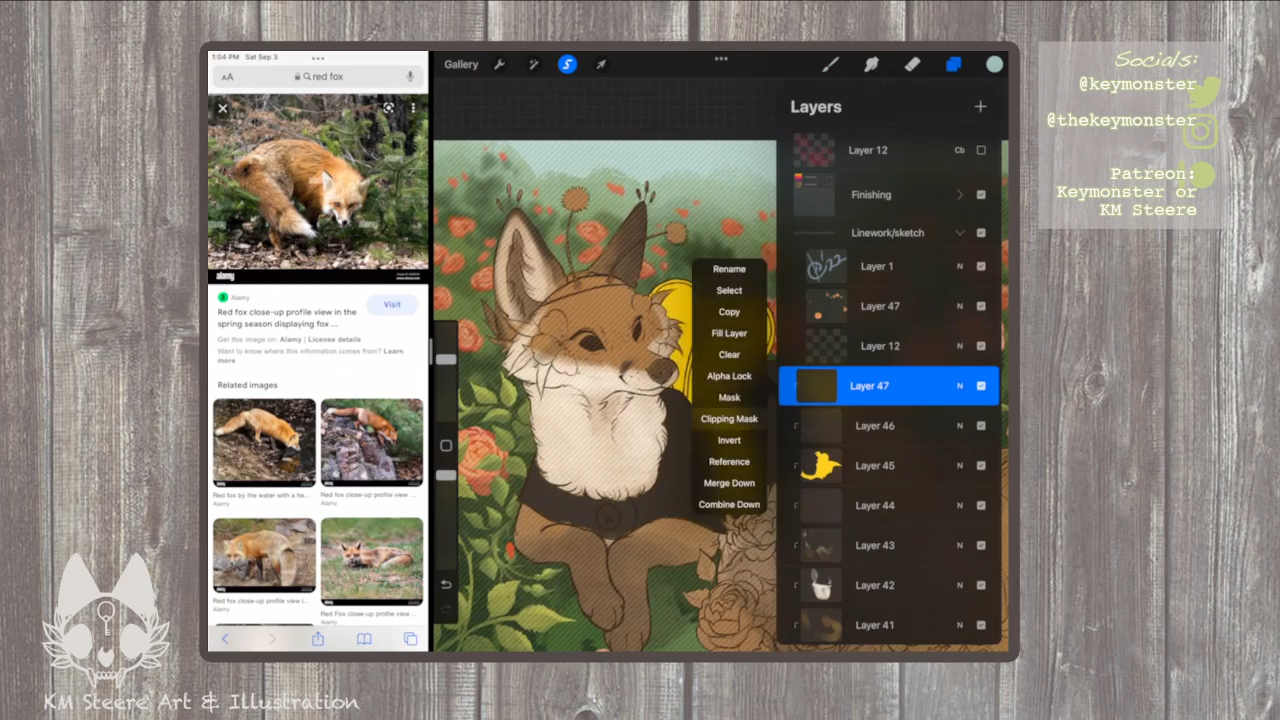 1:04 PM Sat Sep 3
AA
red fox
alamy
Alamy
Visit
Red fox close-up profile view in the
spring season displaying fox ...
Get this image on: Alamy | License details
Want to know where this information comes from? Learn
more
Related images
Red fox by the water with a ha...
Alamy
Red fox close-up profile view ...
Alamy
Red fox close-up profile view i...
Alamy
Red Fox close-up profile view ...
Alamy
Gallery
Layers
Layer 12
Cb
Finishing
Linework/sketch
Layer 1
N
Layer 47
N
Layer 12
N
Layer 47
N
Layer 46
N
Layer 45
N
Layer 44
N
Layer 43
N
Layer 42
N
Layer 41
N
Rename
Select
Copy
Fill Layer
Clear
Alpha Lock
Mask
Clipping Mask
Invert
Reference
Merge Down
Combine Down
Socials:
@keymonster
@thekeymonster
Patreon:
Keymonster or
KM Steere
KM Steere Art & Illustration